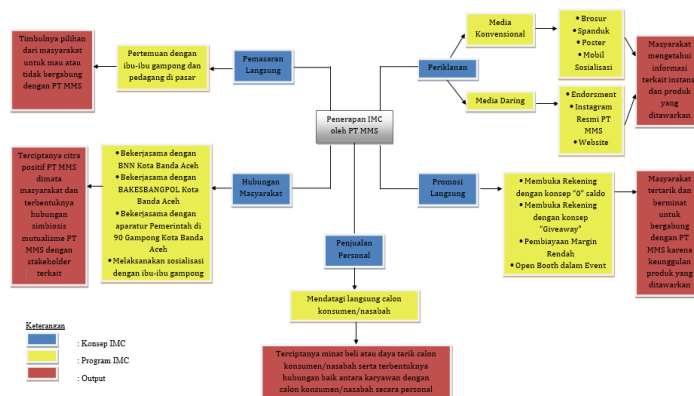 Timbulnya pilihan
dari masyarakat
untuk mau atau
tidak bergabung
dengan PT MMS
Pertemuan dengan
ibu-ibu gampong dan
pedagang di pasar
Pemasaran
Langsung
Penerapan IMC
oleh PT MMS
Periklanan
Media
Konvensional
• Brosur
• Spanduk
• Poster
• Mobil
Sosialisasi
Media Daring
• Endorsment
• Instagram
Resmi PT
MMS
• Website
Masyarakat
mengetahui
informasi
terkait instansi
dan produk
yang
ditawarkan
Terciptanya citra
positif PT MMS
dimata
masyarakat dan
terbentuknya
hubungan
simbiosis
mutualisme PT
MMS dengan
stakeholder
terkait
• Bekerjasama dengan
BNN Kota Banda Aceh
• Bekerjasama dengan
BAKESBANGPOL Kota
Banda Aceh
• Bekerjasama dengan
aparatur Pemerintah di
90 Gampong Kota Banda
Aceh
• Melaksanakan sosialisasi
dengan ibu-ibu gampong
Hubungan
Masyarakat
Promosi
Langsung
• Membuka Rekening
dengan konsep "0" saldo
• Membuka Rekening
dengan konsep
"Giveaway"
• Pembiayaan Margin
Rendah
• Open Booth dalam Event
Masyarakat
tertarik dan
berminat
untuk
bergabung
dengan PT
MMS karena
keunggulan
produk yang
ditawarkan
Penjualan
Personal
Mendatagi langsung calon
konsumen/nasabah
Terciptanya minat beli atau daya tarik calon
konsumen/nasabah serta terbentuknya
hubungan baik antara karyawan dengan
calon konsumen/nasabah secara personal
Keterangan
: Konsep IMC
: Program IMC
: Output